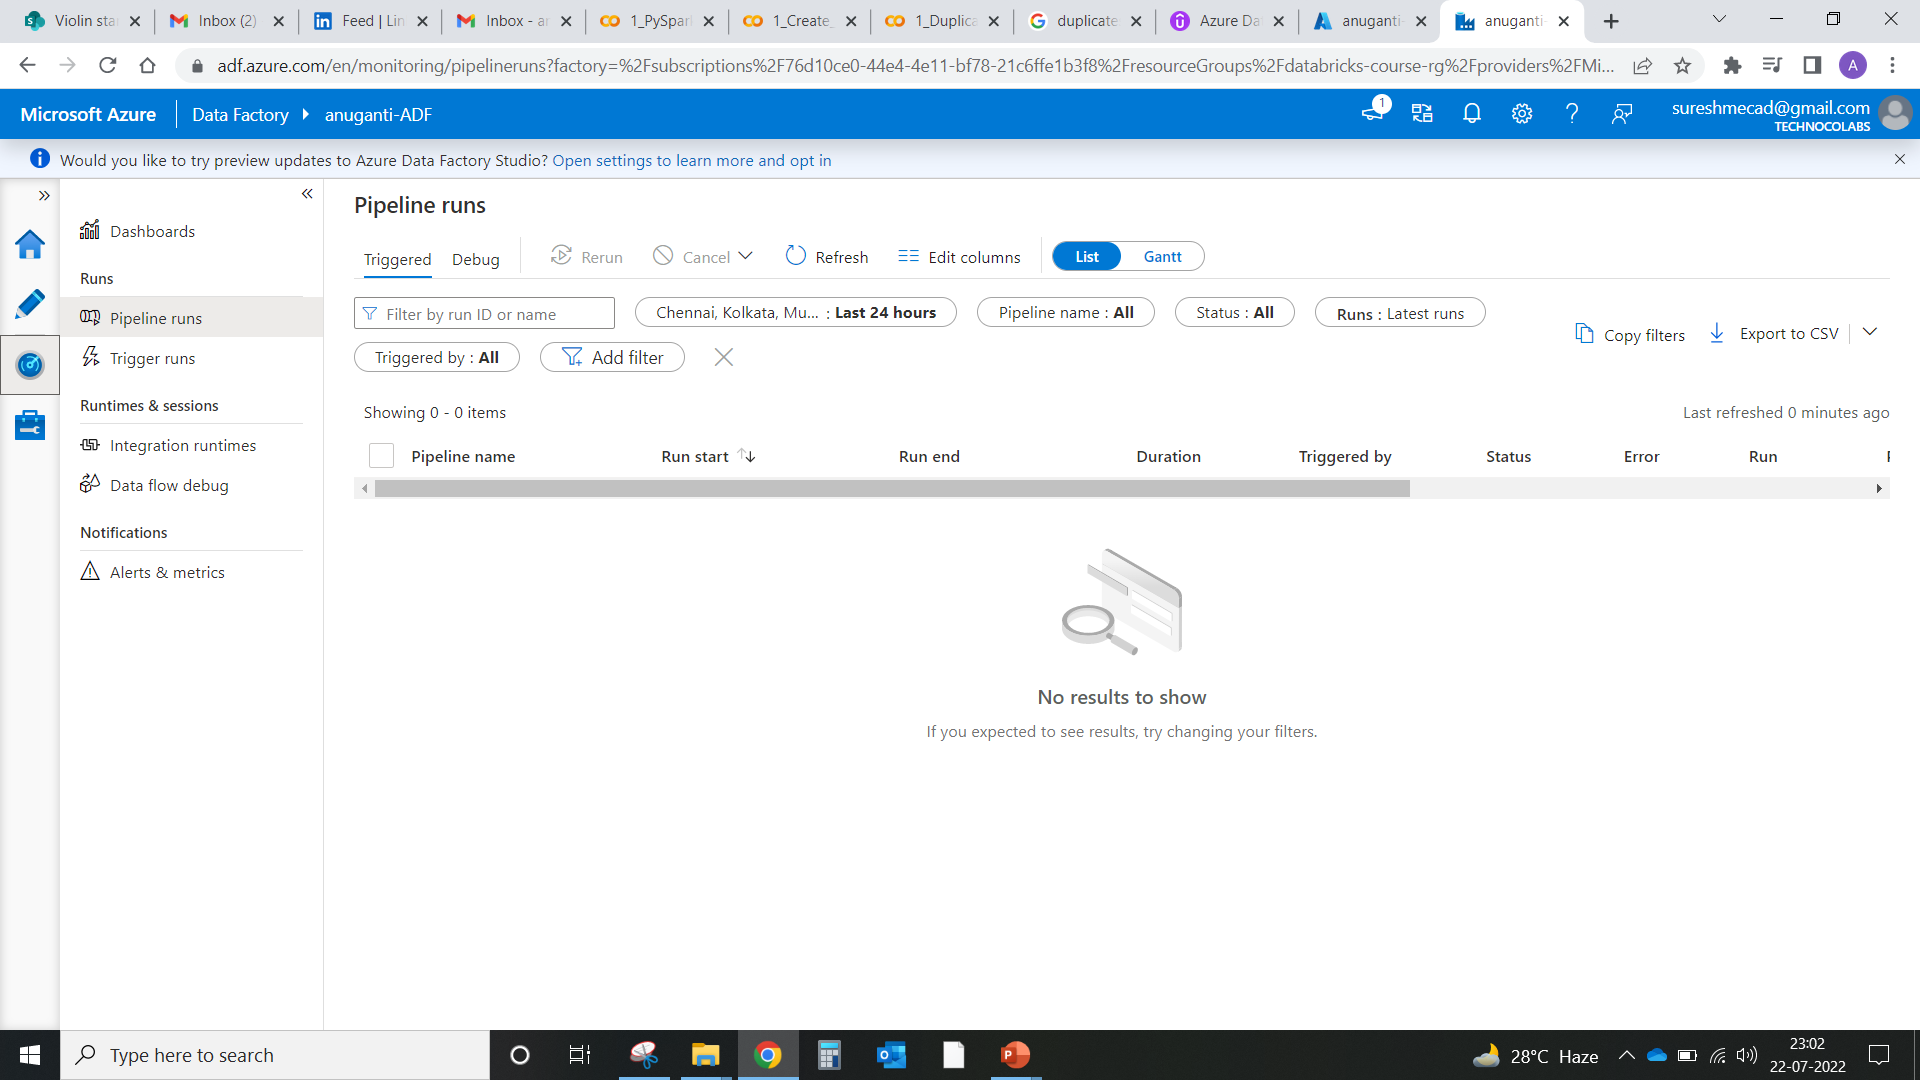 Violin star
Inbox (2)
Feed | Lin
Inbox - an
1_PySpark
1_Create_
1_Duplica
duplicate
Azure Dat
anuganti-
anuganti-
adf.azure.com/en/monitoring/pipelineruns?factory=%2Fsubscriptions%2F76d10ce0-44e4-4e11-bf78-21c6ffe1b3f8%2FresourceGroups%2Fdatabricks-course-rg%2Fproviders%2FMi...
A
Microsoft Azure
Data Factory
anuganti-ADF
1
sureshmecad@gmail.com
TECHNOCOLABS
Would you like to try preview updates to Azure Data Factory Studio? Open settings to learn more and opt in
Dashboards
Runs
Pipeline runs
Trigger runs
Runtimes & sessions
Integration runtimes
Data flow debug
Notifications
Alerts & metrics
Pipeline runs
Triggered
Debug
Rerun
Cancel
Refresh
Edit columns
List
Gantt
Filter by run ID or name
Chennai, Kolkata, Mu... : Last 24 hours
Pipeline name : All
Status : All
Runs : Latest runs
Triggered by : All
Add filter
Copy filters
Export to CSV
Showing 0 - 0 items
Last refreshed 0 minutes ago
Pipeline name
Run start
Run end
Duration
Triggered by
Status
Error
Run
No results to show
If you expected to see results, try changing your filters.
Type here to search
28°C Haze
23:02
22-07-2022